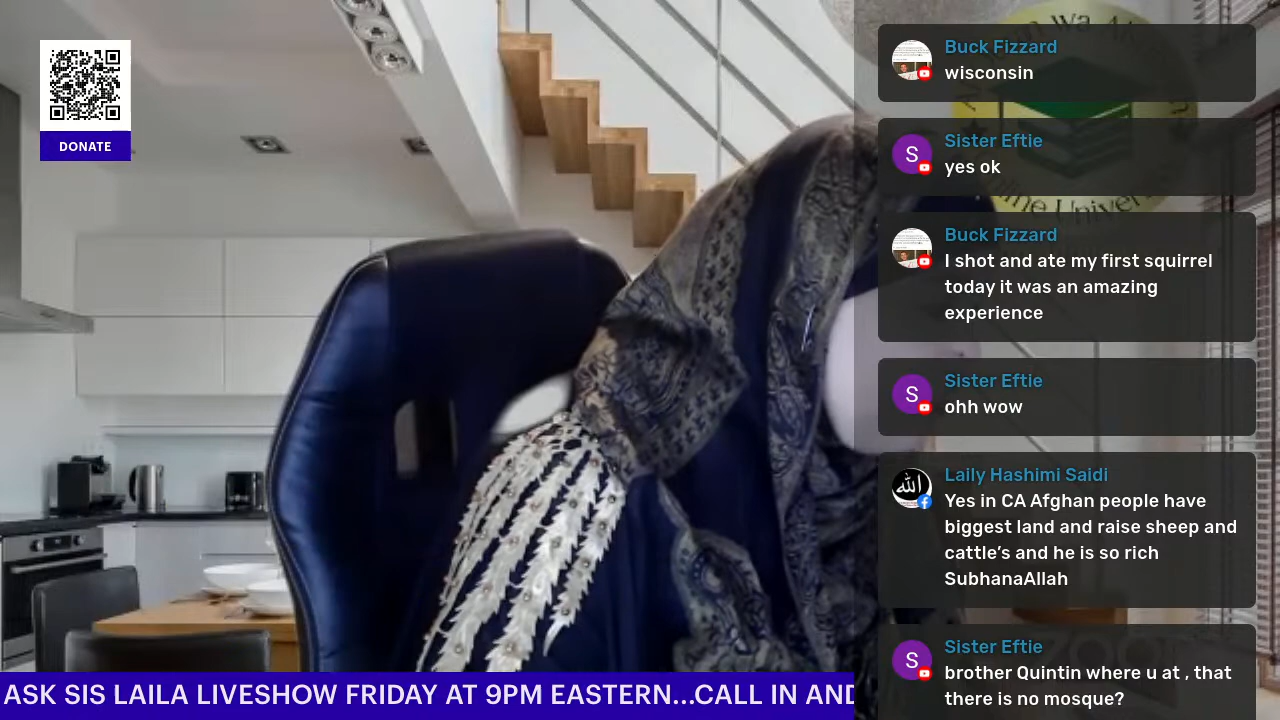 DONATE
Buck Fizzard
wisconsin
S
Sister Eftie
yes ok
Buck Fizzard
I shot and ate my first squirrel
today it was an amazing
experience
S
Sister Eftie
ohh wow
الله
Laily Hashimi Saidi
Yes in CA Afghan people have
biggest land and raise sheep and
cattle's and he is so rich
SubhanaAllah
S
Sister Eftie
brother Quintin where u at , that
there is no mosque?
ASK SIS LAILA LIVESHOW FRIDAY AT 9PM EASTERN...CALL IN AND